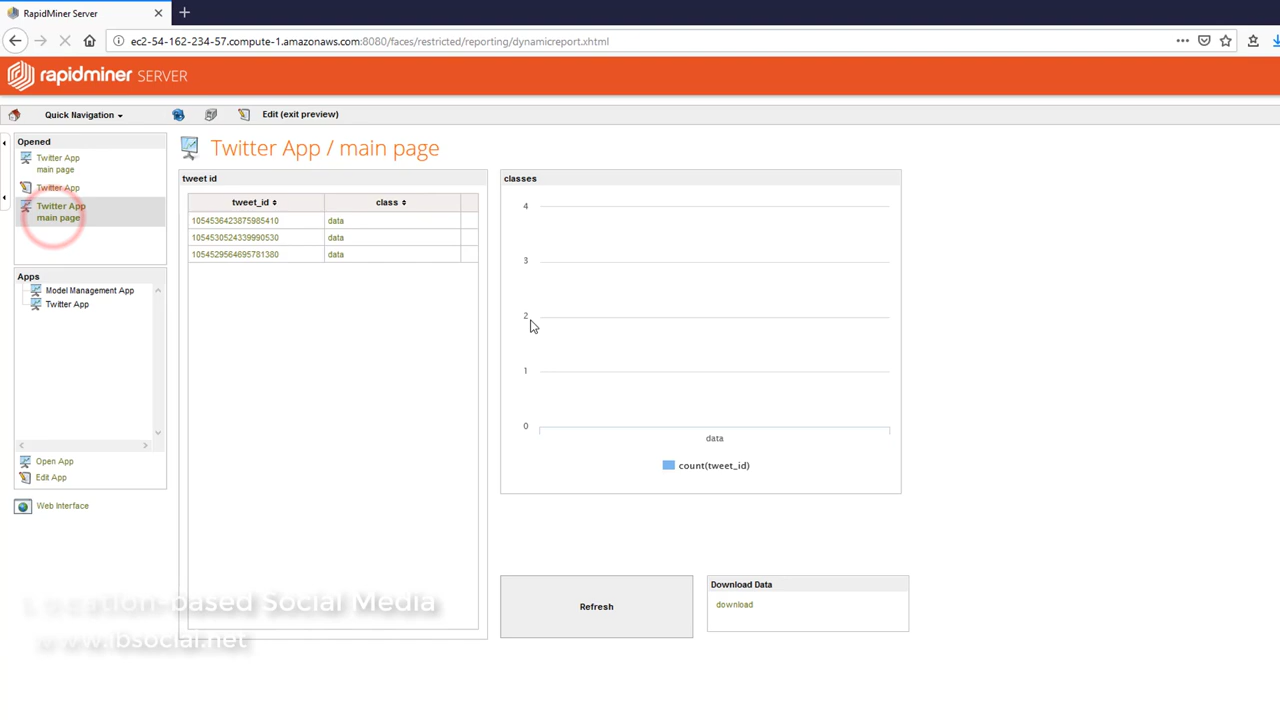 RapidMiner Server
ec2-54-162-234-57.compute-1.amazonaws.com:8080/faces/restricted/reporting/dynamicreport.xhtml
rapidminer SERVER
Quick Navigation
Edit (exit preview)
Opened
Twitter App
main page
Twitter App
Twitter App
main page
Apps
Model Management App
Twitter App
Open App
Edit App
Web Interface
Twitter App / main page
tweet id
tweet_id class
1054536423875985410 data
1054530524339990530 data
1054529564695781380 data
classes
4
3
2
1
0
data
count(tweet_id)
Refresh
Download Data
download
Location-based Social Media
www.lbsocial.net